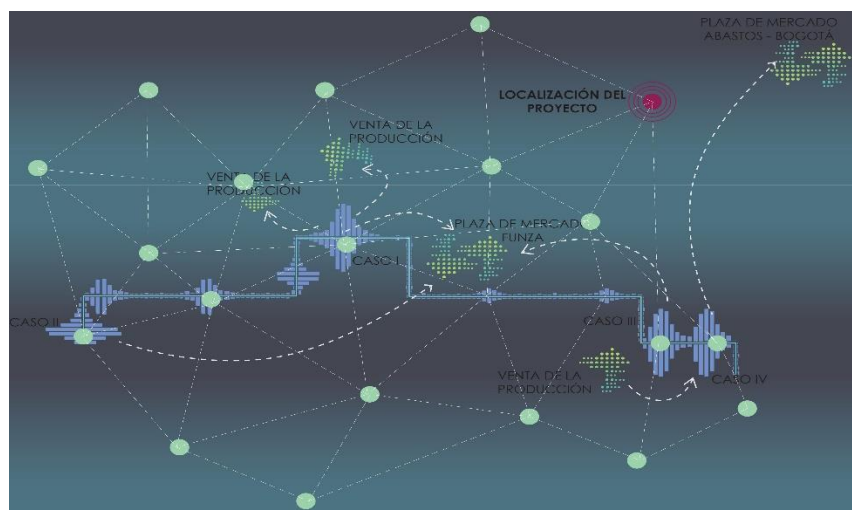 PLAZA DE MERCADO
ABASTOS - BOGOTÁ
LOCALIZACIÓN DEL
PROYECTO
VENTA DE LA
PRODUCCIÓN
VENTA DE LA
PRODUCCIÓN
PLAZA DE MERCADO
FUNZA
CASO I
CASO II
CASO III
VENTA DE LA
PRODUCCIÓN
CASO IV